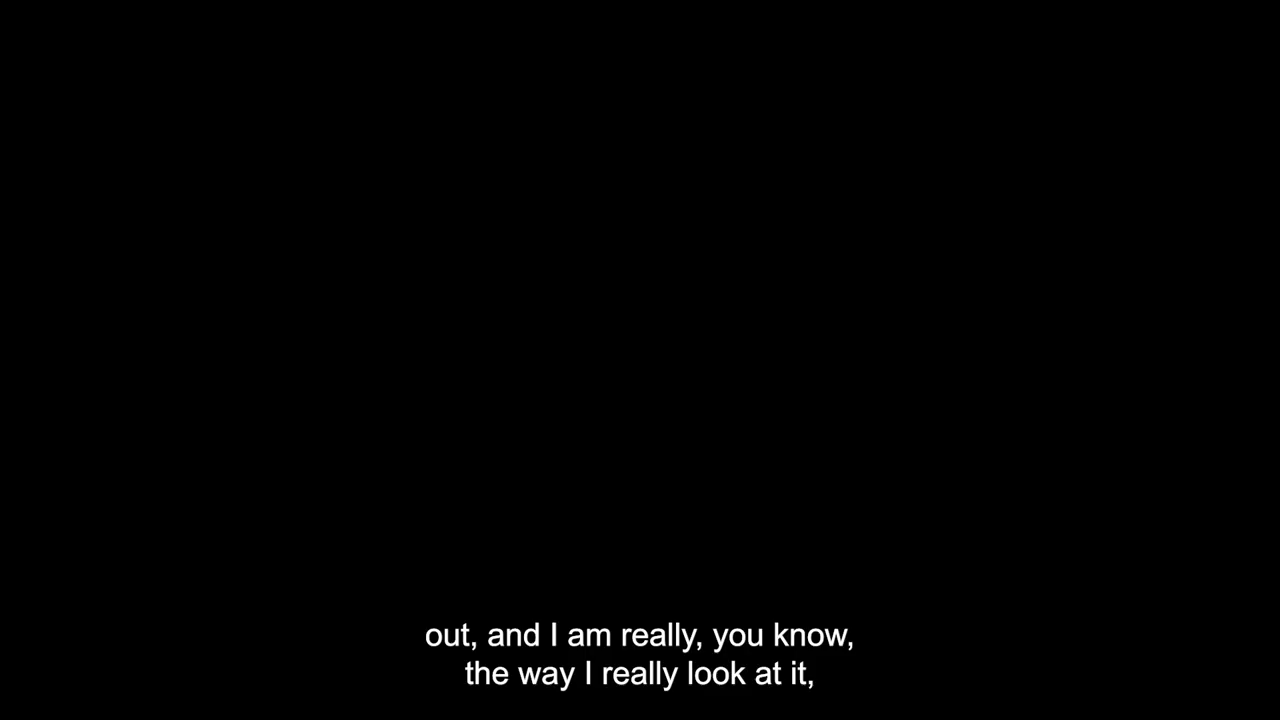 out, and I am really, you know,
the way I really look at it,